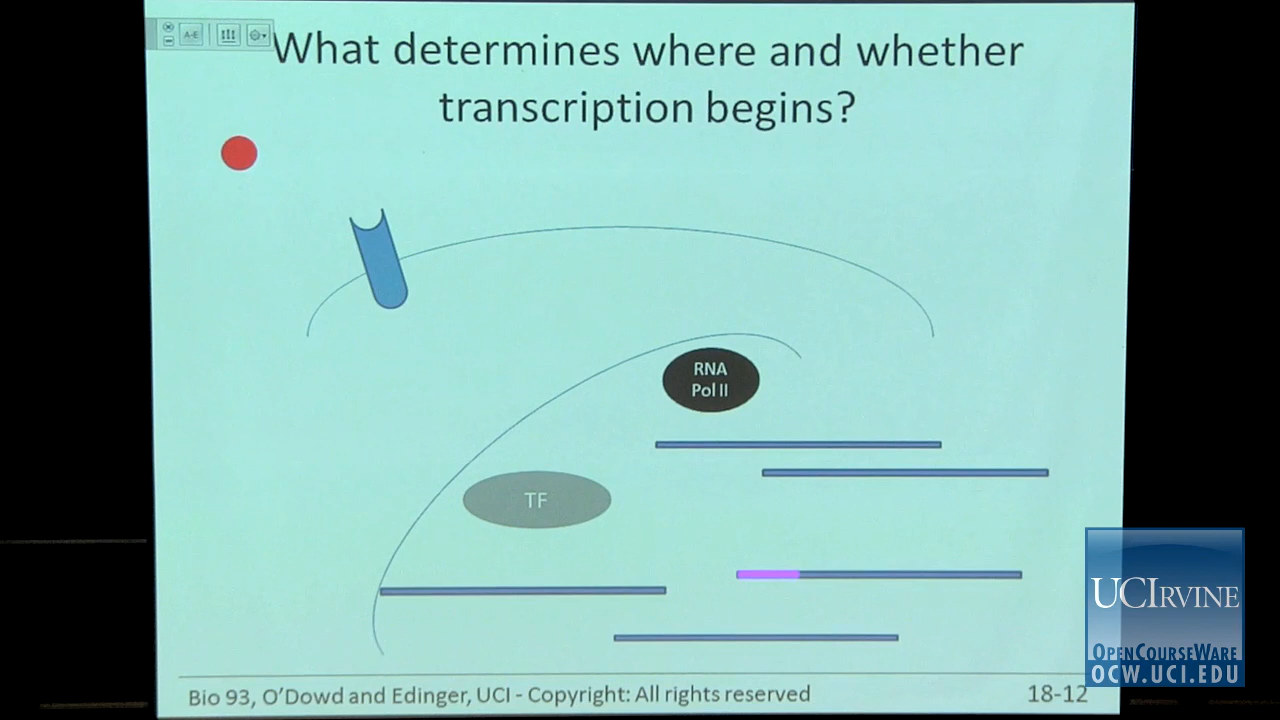 A-E
What determines where and whether
transcription begins?
RNA
Pol II
TF
UCIRVINE
OPENCOURSEWARE
OCW.UCI.EDU
Bio 93, O'Dowd and Edinger, UCI - Copyright: All rights reserved
18-12